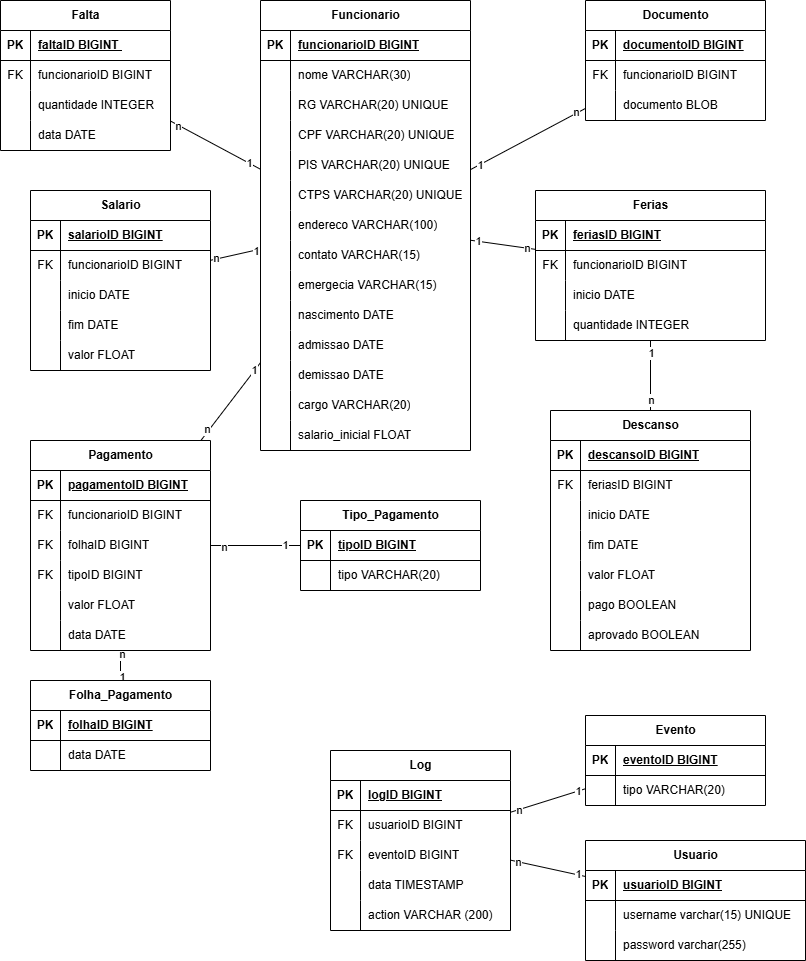 Falta
PK faltaID BIGINT
FK funcionarioID BIGINT
quantidade INTEGER
data DATE
Funcionario
PK funcionarioID BIGINT
nome VARCHAR(30)
RG VARCHAR(20) UNIQUE
CPF VARCHAR(20) UNIQUE
PIS VARCHAR(20) UNIQUE
CTPS VARCHAR(20) UNIQUE
endereco VARCHAR(100)
contato VARCHAR(15)
emergecia VARCHAR(15)
nascimento DATE
admissao DATE
demissao DATE
cargo VARCHAR(20)
salario_inicial FLOAT
Documento
PK documentoID BIGINT
FK funcionarioID BIGINT
documento BLOB
n
1
1
n
Salario
PK salarioID BIGINT
FK funcionarioID BIGINT
inicio DATE
fim DATE
valor FLOAT
n
1
1
n
Ferias
PK feriasID BIGINT
FK funcionarioID BIGINT
inicio DATE
quantidade INTEGER
1
n
1
n
Descanso
PK descansoID BIGINT
FK feriasID BIGINT
inicio DATE
fim DATE
valor FLOAT
pago BOOLEAN
aprovado BOOLEAN
Pagamento
PK pagamentoID BIGINT
FK funcionarioID BIGINT
FK folhaID BIGINT
FK tipoID BIGINT
valor FLOAT
data DATE
n
1
Tipo_Pagamento
PK tipoID BIGINT
tipo VARCHAR(20)
n
1
Folha_Pagamento
PK folhaID BIGINT
data DATE
Log
PK logID BIGINT
FK usuarioID BIGINT
FK eventoID BIGINT
data TIMESTAMP
action VARCHAR (200)
n
1
n
1
Evento
PK eventoID BIGINT
tipo VARCHAR(20)
Usuario
PK usuarioID BIGINT
username varchar(15) UNIQUE
password varchar(255)